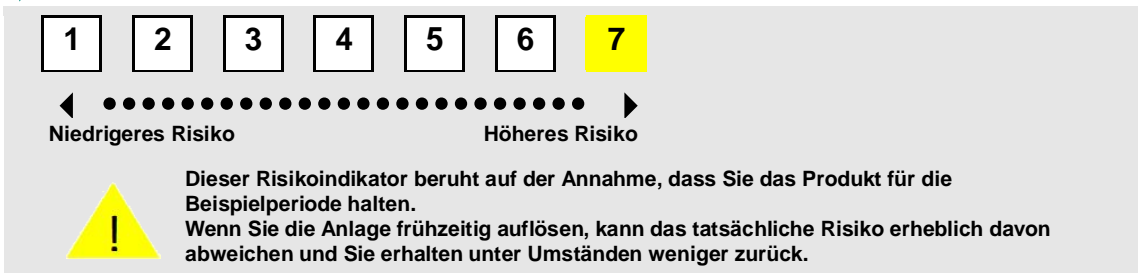 1 2 3 4 5 6 7
Niedrigeres Risiko Höheres Risiko
Dieser Risikoindikator beruht auf der Annahme, dass Sie das Produkt für die
Beispielperiode halten.
Wenn Sie die Anlage frühzeitig auflösen, kann das tatsächliche Risiko erheblich davon
abweichen und Sie erhalten unter Umständen weniger zurück.
!